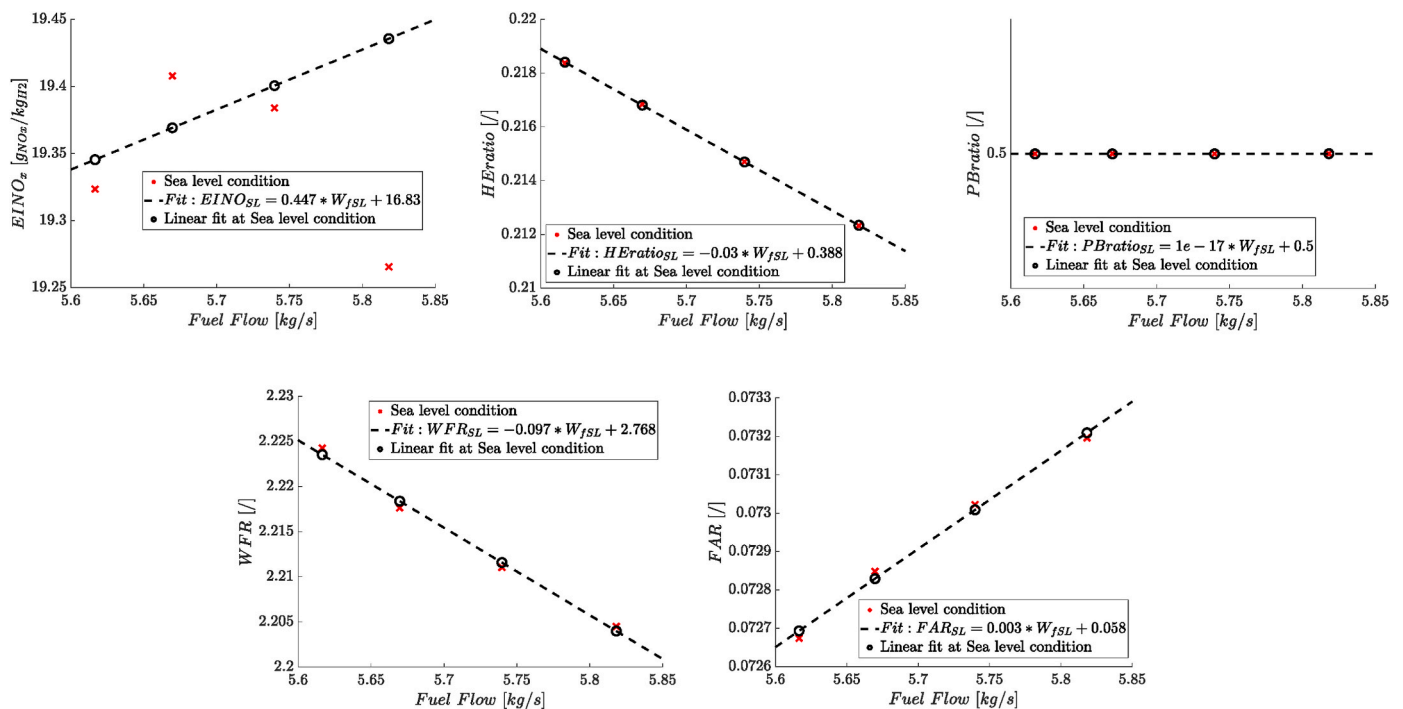 19.45
19.4
19.35
19.3
19.25
EINOx [gNOx/kgH2]
Sea level condition
Fit : EINOSL = 0.447 * WfSL + 16.83
Linear fit at Sea level condition
5.6 5.65 5.7 5.75 5.8 5.85
Fuel Flow [kg/s]
0.22
0.218
0.216
0.214
0.212
0.21
HEratio [/]
Sea level condition
Fit : HEratioSL = −0.03 * WfSL + 0.388
Linear fit at Sea level condition
5.6 5.65 5.7 5.75 5.8 5.85
Fuel Flow [kg/s]
0.5
PBratio [/]
Sea level condition
Fit : PBratioSL = 1e − 17 * WfSL + 0.5
Linear fit at Sea level condition
5.6 5.65 5.7 5.75 5.8 5.85
Fuel Flow [kg/s]
2.23
2.225
2.22
2.215
2.21
2.205
2.2
WFR [/]
Sea level condition
Fit : WFRSL = −0.097 * WfSL + 2.768
Linear fit at Sea level condition
5.6 5.65 5.7 5.75 5.8 5.85
Fuel Flow [kg/s]
0.0733
0.0732
0.0731
0.073
0.0729
0.0728
0.0727
0.0726
FAR [/]
Sea level condition
Fit : FARSL = 0.003 * WfSL + 0.058
Linear fit at Sea level condition
5.6 5.65 5.7 5.75 5.8 5.85
Fuel Flow [kg/s]